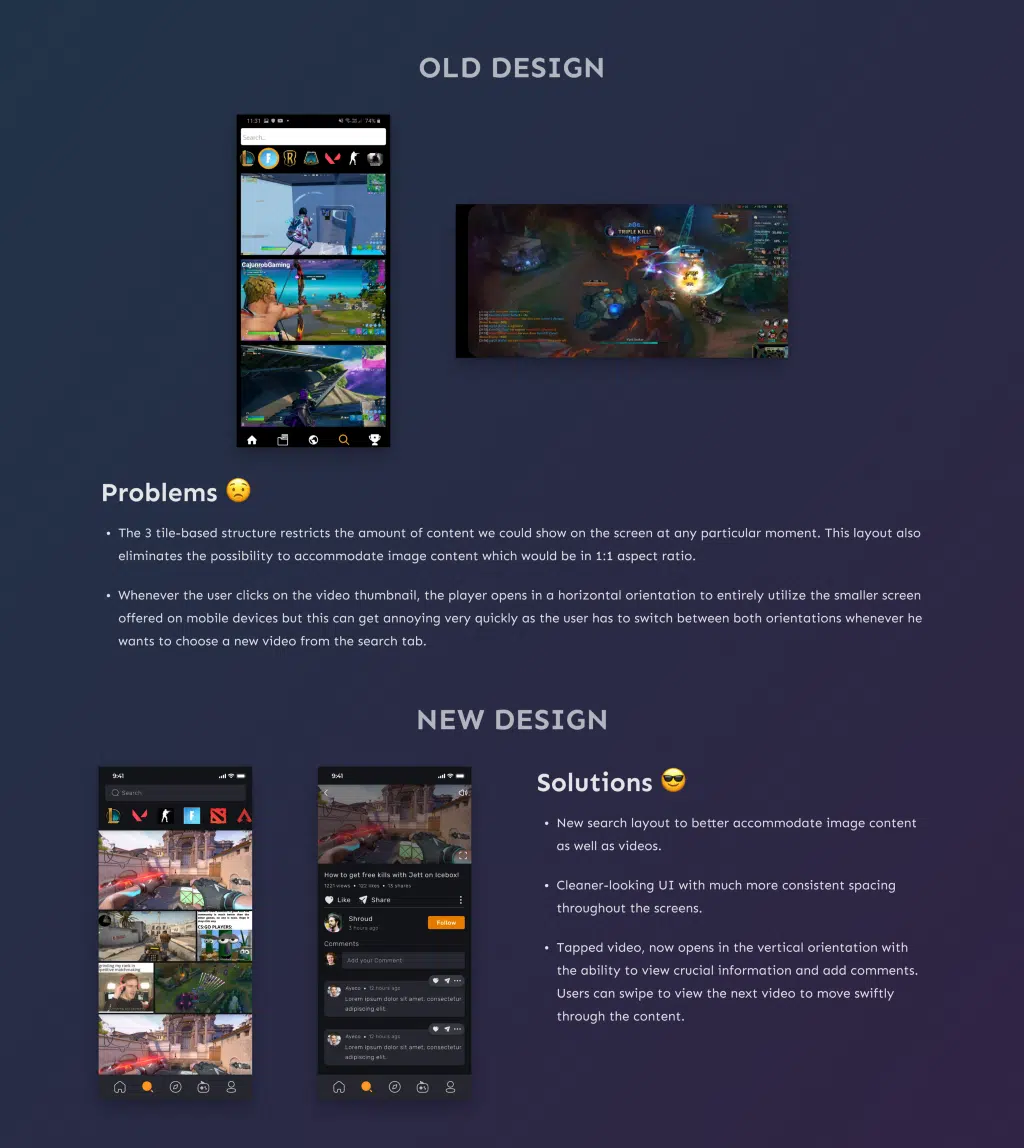 OLD DESIGN
11:31
74%
Search...
CajunrobGaming
TRIPLE KILL!
Problems 😟
• The 3 tile-based structure restricts the amount of content we could show on the screen at any particular moment. This layout also
eliminates the possibility to accommodate image content which would be in 1:1 aspect ratio.
• Whenever the user clicks on the video thumbnail, the player opens in a horizontal orientation to entirely utilize the smaller screen
offered on mobile devices but this can get annoying very quickly as the user has to switch between both orientations whenever he
wants to choose a new video from the search tab.
NEW DESIGN
9:41
Search
CS:GO PLAYERS:
9:41
How to get free kills with Jett on Icebox!
1221 views • 122 likes • 13 shares
Like Share
Shroud
3 hours ago
Follow
Comments
Add your Comment
Avaco • 12 hours ago
Lorem ipsum dolor sit amet, consectetur
adipiscing elit.
Avaco • 12 hours ago
Lorem ipsum dolor sit amet, consectetur
adipiscing elit.
Solutions 😎
• New search layout to better accommodate image content
as well as videos.
• Cleaner-looking UI with much more consistent spacing
throughout the screens.
• Tapped video, now opens in the vertical orientation with
the ability to view crucial information and add comments.
Users can swipe to view the next video to move swiftly
through the content.